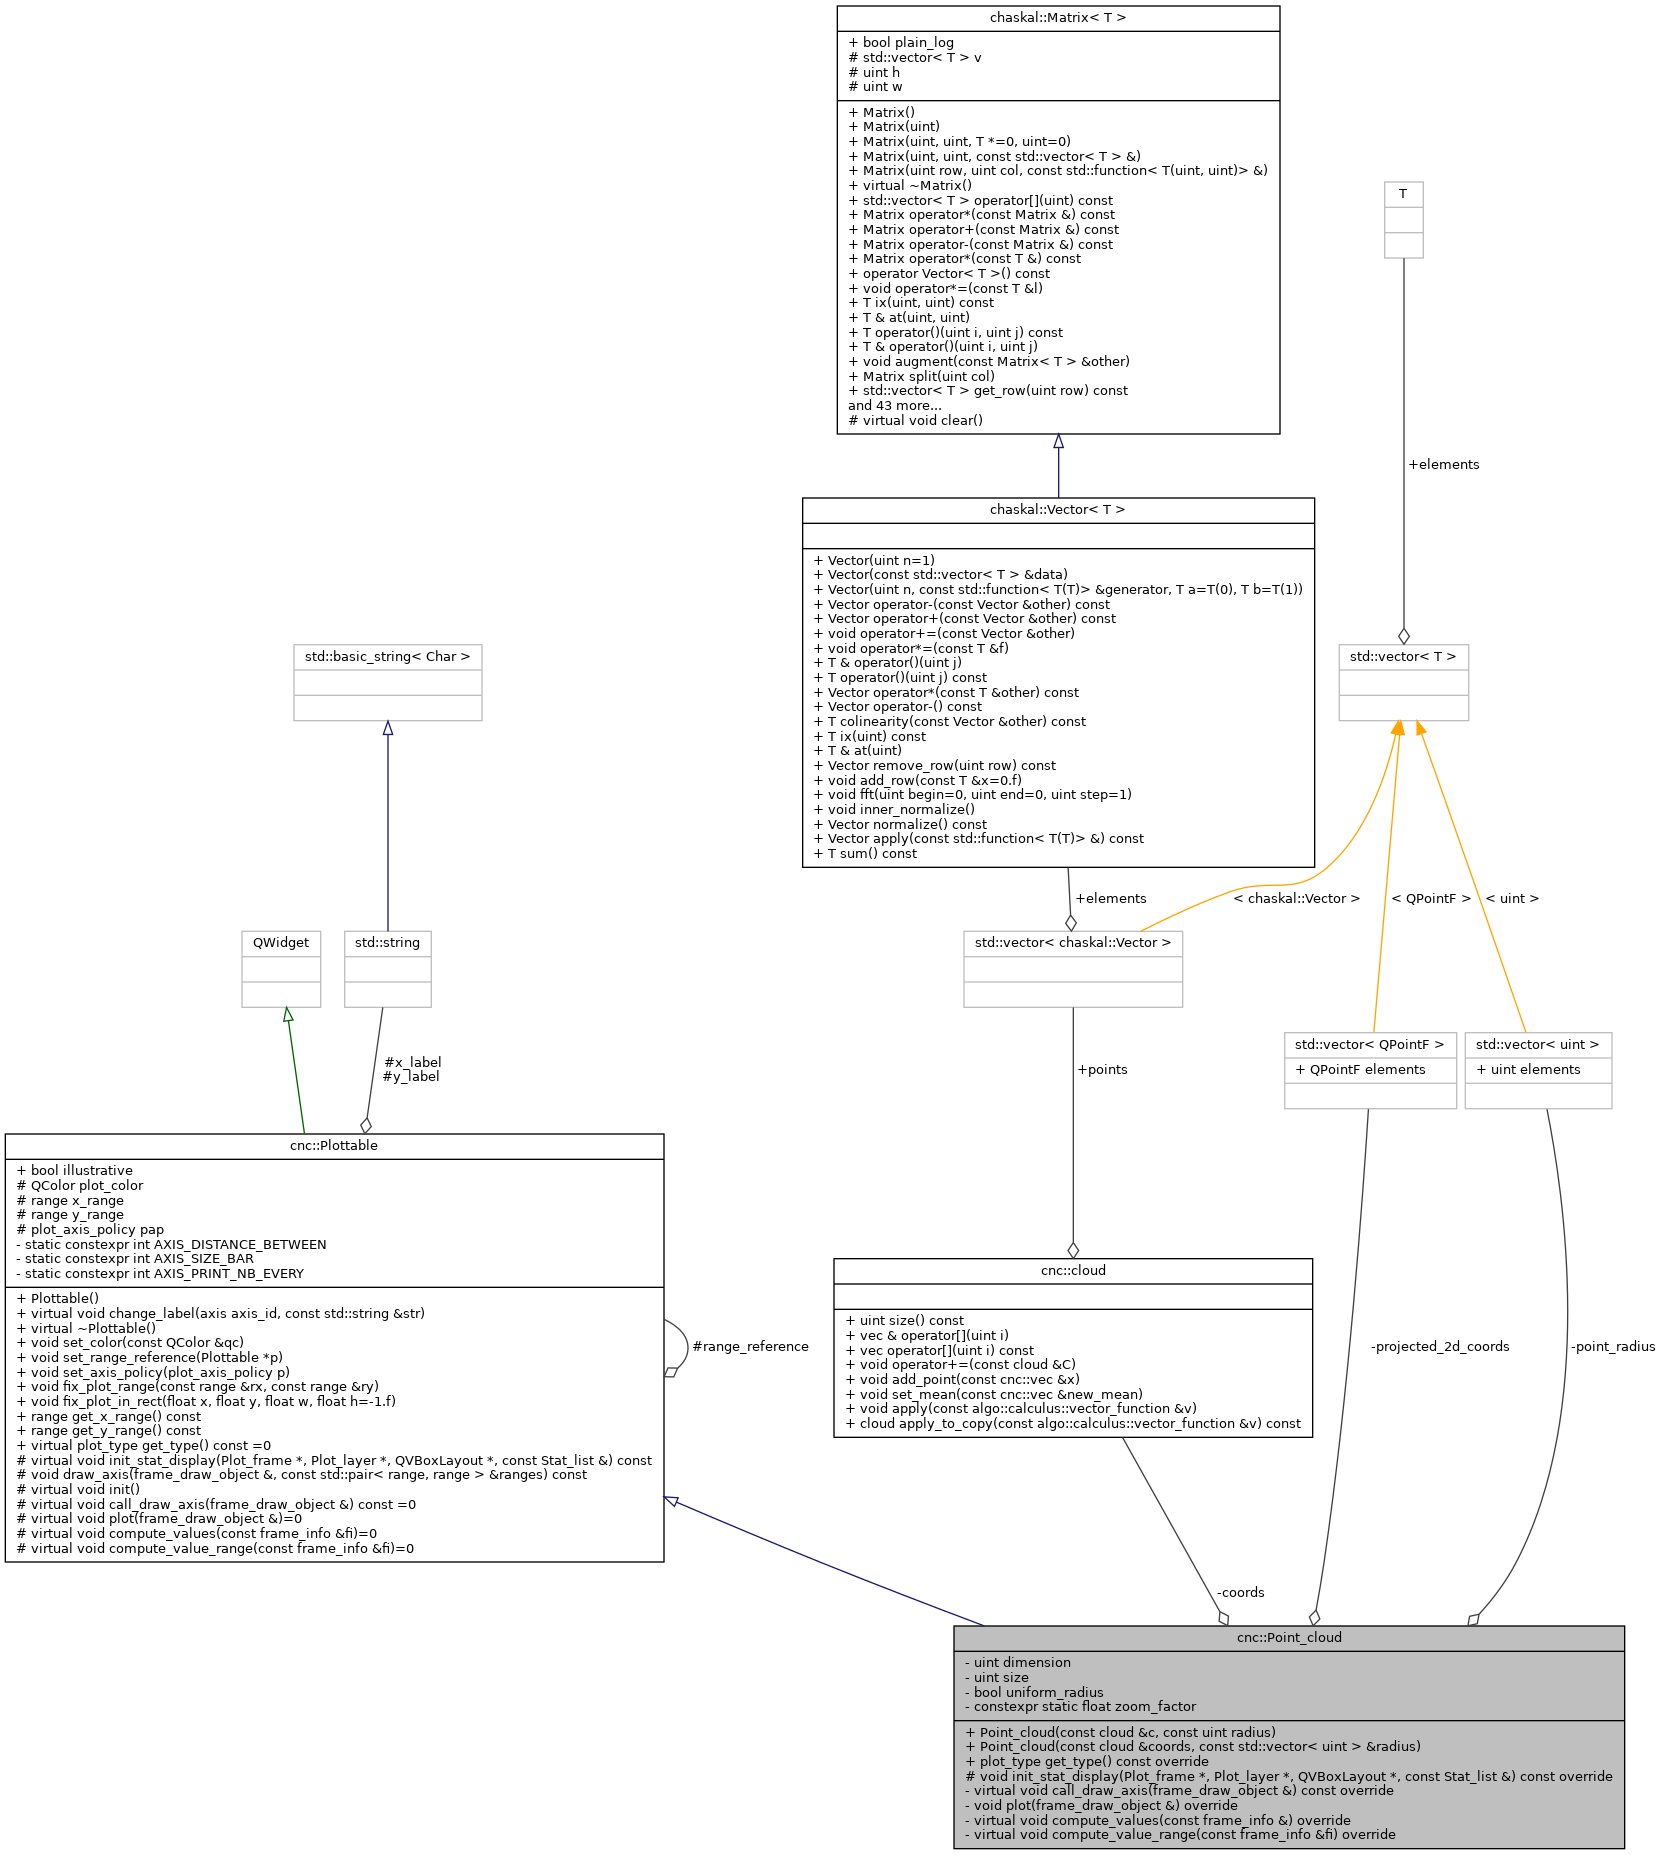 chaskal::Matrix< T >
+ bool plain_log
# std::vector< T > v
# uint h
# uint w
+ Matrix()
+ Matrix(uint)
+ Matrix(uint, uint, T *=0, uint=0)
+ Matrix(uint, uint, const std::vector< T > &)
+ Matrix(uint row, uint col, const std::function< T(uint, uint)> &)
+ virtual ~Matrix()
+ std::vector< T > operator[](uint) const
+ Matrix operator*(const Matrix &) const
+ Matrix operator+(const Matrix &) const
+ Matrix operator-(const Matrix &) const
+ Matrix operator*(const T &) const
+ operator Vector< T >() const
+ void operator*=(const T &l)
+ T ix(uint, uint) const
+ T & at(uint, uint)
+ T operator()(uint i, uint j) const
+ T & operator()(uint i, uint j)
+ void augment(const Matrix< T > &other)
+ Matrix split(uint col)
+ std::vector< T > get_row(uint row) const
and 43 more...
# virtual void clear()
T
+elements
chaskal::Vector< T >
+ Vector(uint n=1)
+ Vector(const std::vector< T > &data)
+ Vector(uint n, const std::function< T(T)> &generator, T a=T(0), T b=T(1))
+ Vector operator-(const Vector &other) const
+ Vector operator+(const Vector &other) const
+ void operator+=(const Vector &other)
+ void operator*=(const T &f)
+ T & operator()(uint j)
+ T operator()(uint j) const
+ Vector operator*(const T &other) const
+ Vector operator-() const
+ T colinearity(const Vector &other) const
+ T ix(uint) const
+ T & at(uint)
+ Vector remove_row(uint row) const
+ void add_row(const T &x=0.f)
+ void fft(uint begin=0, uint end=0, uint step=1)
+ void inner_normalize()
+ Vector normalize() const
+ Vector apply(const std::function< T(T)> &) const
+ T sum() const
std::basic_string< Char >
std::vector< T >
+elements
< chaskal::Vector >
< QPointF >
< uint >
QWidget
std::string
std::vector< chaskal::Vector >
std::vector< QPointF >
+ QPointF elements
std::vector< uint >
+ uint elements
#x_label
#y_label
+points
cnc::Plottable
+ bool illustrative
# QColor plot_color
# range x_range
# range y_range
# plot_axis_policy pap
- static constexpr int AXIS_DISTANCE_BETWEEN
- static constexpr int AXIS_SIZE_BAR
- static constexpr int AXIS_PRINT_NB_EVERY
+ Plottable()
+ virtual void change_label(axis axis_id, const std::string &str)
+ virtual ~Plottable()
+ void set_color(const QColor &qc)
+ void set_range_reference(Plottable *p)
+ void set_axis_policy(plot_axis_policy p)
+ void fix_plot_range(const range &rx, const range &ry)
+ void fix_plot_in_rect(float x, float y, float w, float h=-1.f)
+ range get_x_range() const
+ range get_y_range() const
+ virtual plot_type get_type() const =0
# virtual void init_stat_display(Plot_frame *, Plot_layer *, QVBoxLayout *, const Stat_list &) const
# void draw_axis(frame_draw_object &, const std::pair< range, range > &ranges) const
# virtual void init()
# virtual void call_draw_axis(frame_draw_object &) const =0
# virtual void plot(frame_draw_object &)=0
# virtual void compute_values(const frame_info &fi)=0
# virtual void compute_value_range(const frame_info &fi)=0
#range_reference
cnc::cloud
+ uint size() const
+ vec & operator[](uint i)
+ vec operator[](uint i) const
+ void operator+=(const cloud &C)
+ void add_point(const cnc::vec &x)
+ void set_mean(const cnc::vec &new_mean)
+ void apply(const algo::calculus::vector_function &v)
+ cloud apply_to_copy(const algo::calculus::vector_function &v) const
-projected_2d_coords
-point_radius
-coords
cnc::Point_cloud
- uint dimension
- uint size
- bool uniform_radius
- constexpr static float zoom_factor
+ Point_cloud(const cloud &c, const uint radius)
+ Point_cloud(const cloud &coords, const std::vector< uint > &radius)
+ plot_type get_type() const override
# void init_stat_display(Plot_frame *, Plot_layer *, QVBoxLayout *, const Stat_list &) const override
- virtual void call_draw_axis(frame_draw_object &) const override
- void plot(frame_draw_object &) override
- virtual void compute_values(const frame_info &) override
- virtual void compute_value_range(const frame_info &fi) override